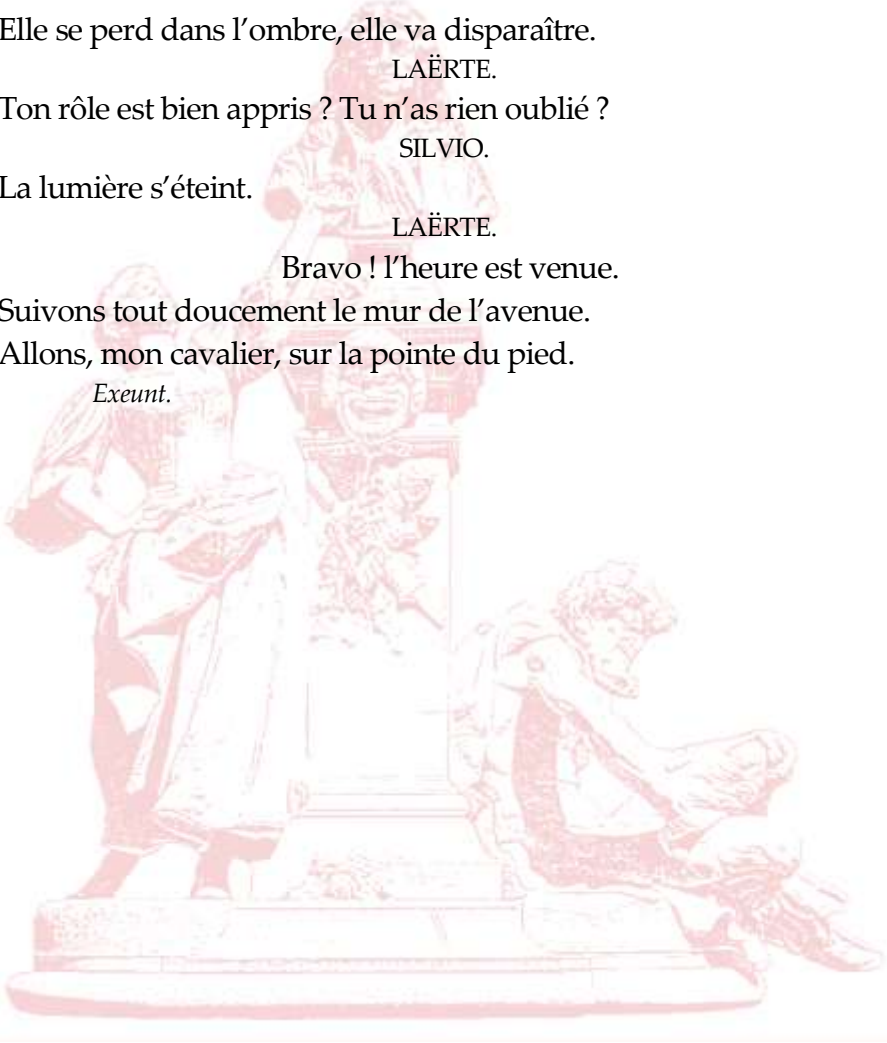 Elle se perd dans l’ombre, elle va disparaître.
LAËRTE.
Ton rôle est bien appris ? Tu n’as rien oublié ?
SILVIO.
La lumière s’éteint.
LAËRTE.
Bravo ! l’heure est venue.
Suivons tout doucement le mur de l’avenue.
Allons, mon cavalier, sur la pointe du pied.
Exeunt.